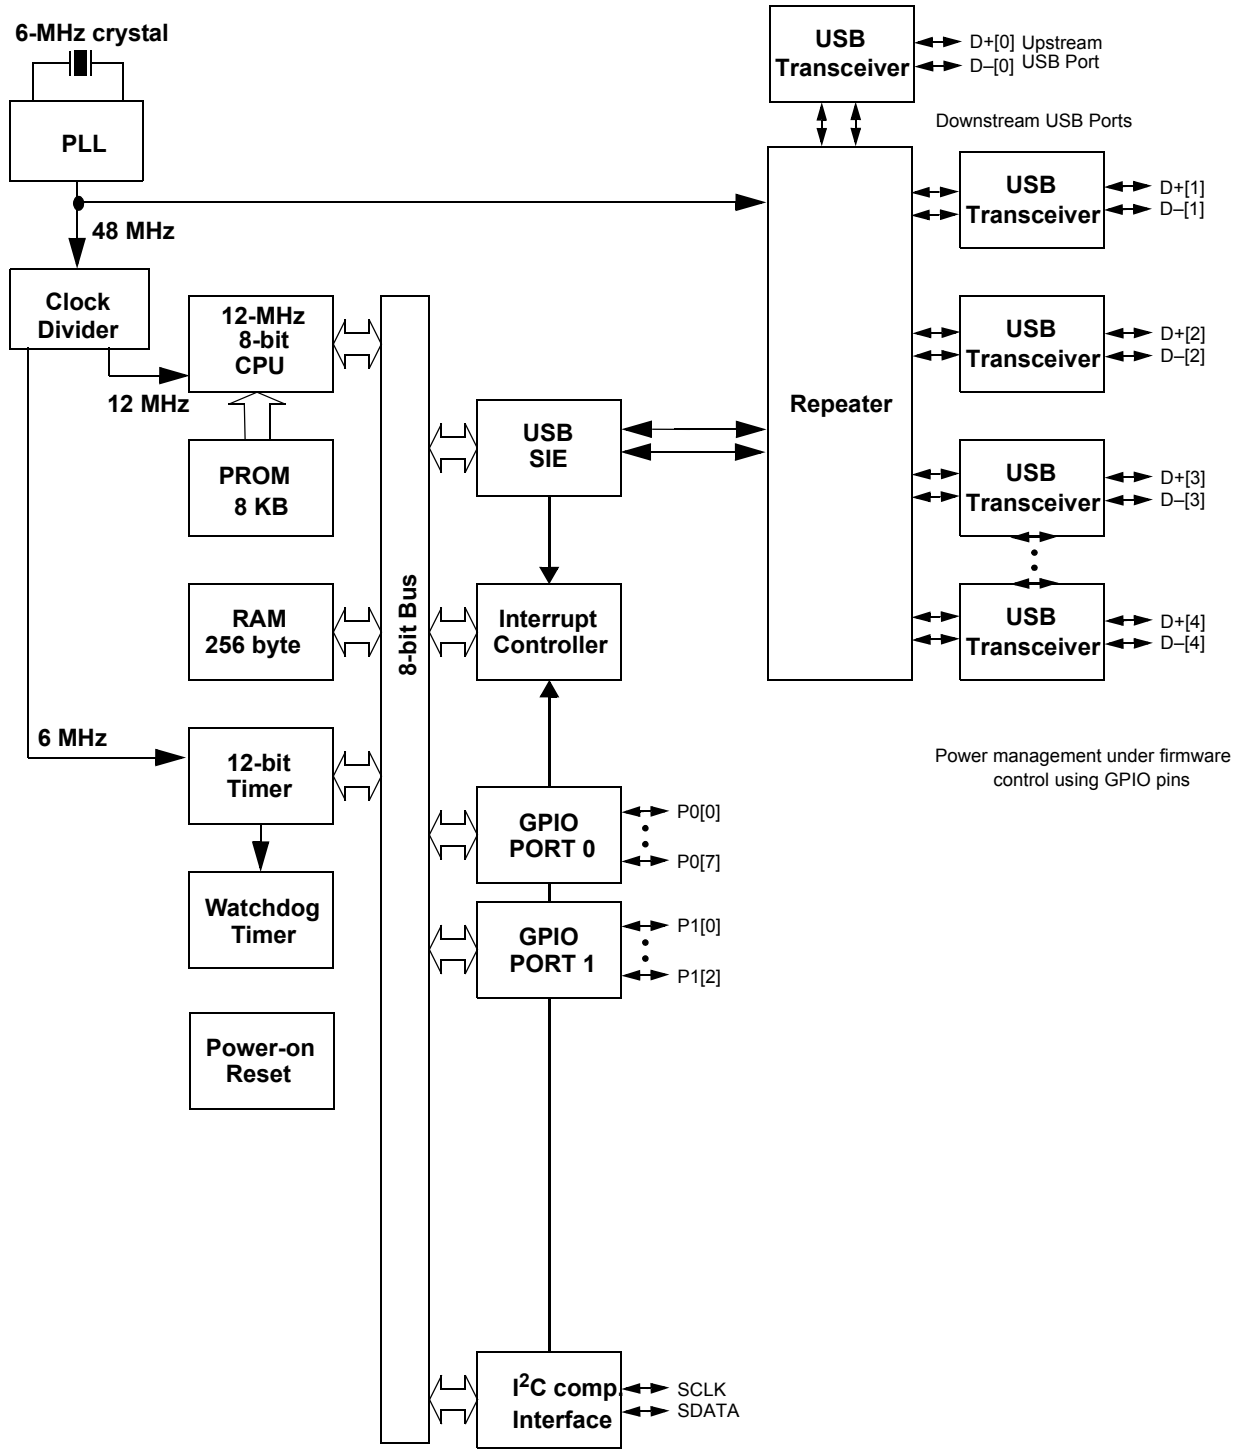 6-MHz crystal
PLL
48 MHz
Clock
Divider
12-MHz
8-bit
CPU
12 MHz
PROM
8 KB
RAM
256 byte
6 MHz
12-bit
Timer
Watchdog
Timer
Power-on
Reset
8-bit Bus
USB
SIE
Interrupt
Controller
GPIO
PORT 0
P0[0]
P0[7]
GPIO
PORT 1
P1[0]
P1[2]
I²C comp.
Interface
SCLK
SDATA
USB
Transceiver
D+[0] Upstream
D–[0] USB Port
Downstream USB Ports
Repeater
USB
Transceiver
D+[1]
D–[1]
USB
Transceiver
D+[2]
D–[2]
USB
Transceiver
D+[3]
D–[3]
USB
Transceiver
D+[4]
D–[4]
Power management under firmware
control using GPIO pins